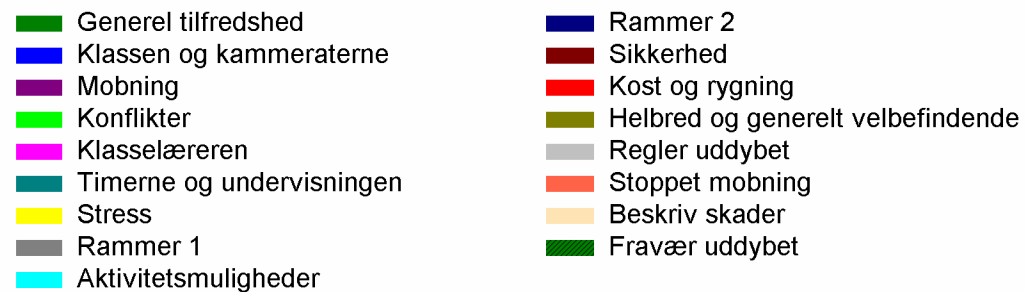 Generel tilfredshed
Klassen og kammeraterne
Mobning
Konflikter
Klasselæreren
Timerne og undervisningen
Stress
Rammer 1
Aktivitetsmuligheder
Rammer 2
Sikkerhed
Kost og rygning
Helbred og generelt velbefindende
Regler uddybet
Stoppet mobning
Beskriv skader
Fravær uddybet